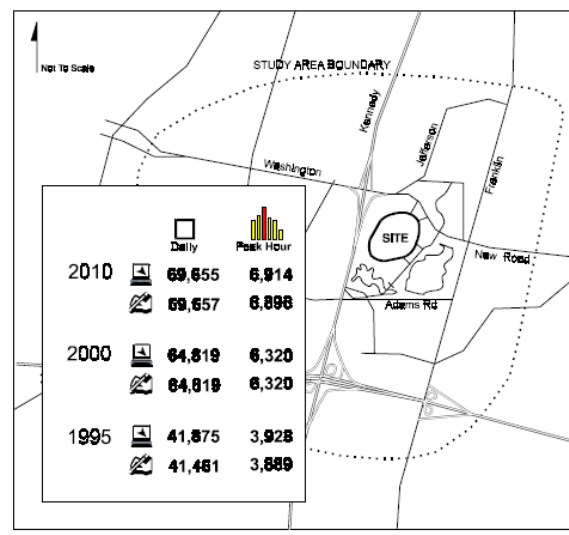 Not To Scale
STUDY AREA BOUNDARY
Kennedy
Jefferson
Franklin
Washington
SITE
New Road
Adams Rd
Daily Peak Hour
2010 69,655 6,914
69,657 6,898
2000 64,819 6,320
64,819 6,320
1995 41,875 3,928
41,461 3,889